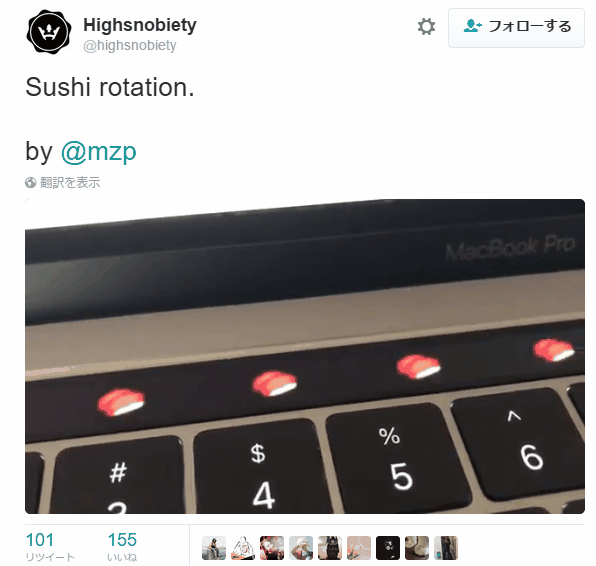 Highsnobiety
@highsnobiety
フォローする
Sushi rotation.
by @mzp
翻訳を表示
MacBook Pro
#
3
$
4
%
5
^
6
101
155
リツイート
いいね